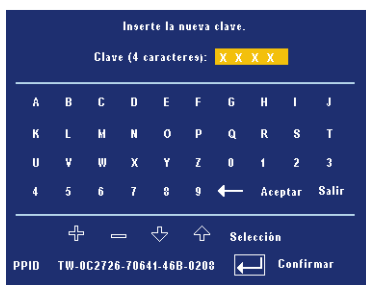 Inserte la nueva clave.
Clave (4 caracteres): X X X X
A B C D E F G H I J
K L M N O P Q R S T
U V W X Y Z 0 1 2 3
4 5 6 7 8 9 ← Aceptar Salir
Selección
PPID TW-0C2726-70641-46B-0208 Confirmar